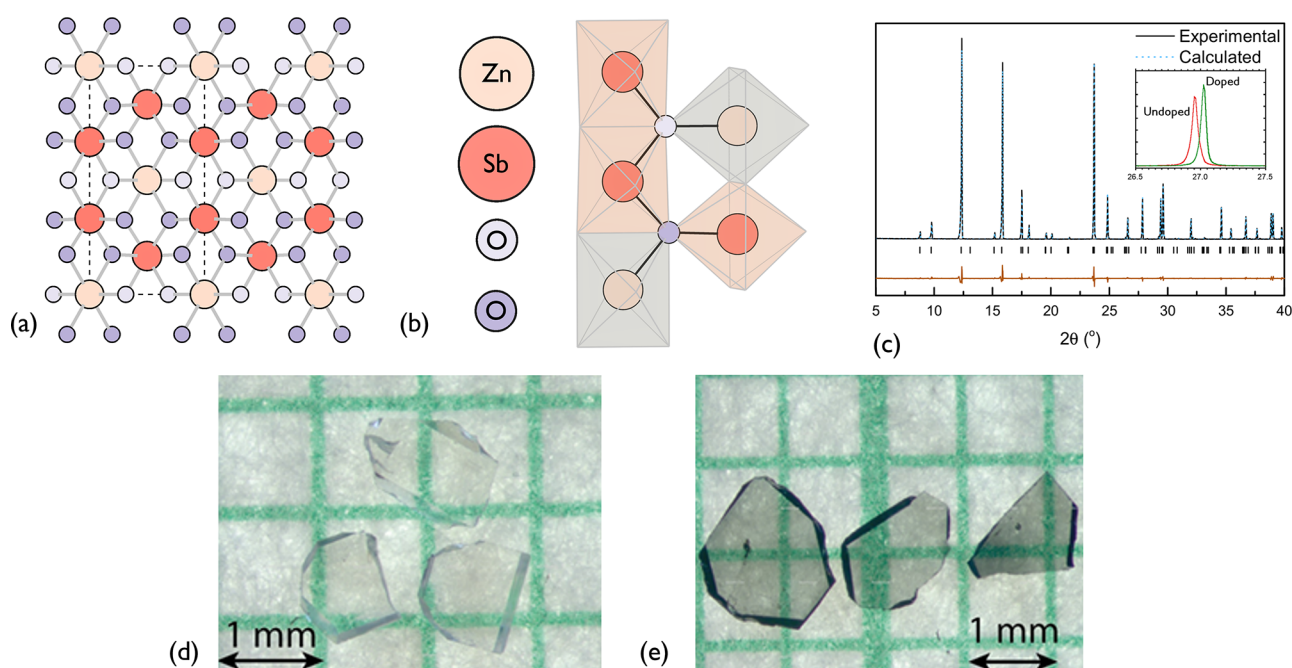 Zn
Sb
O
O
(a)
(b)
Experimental
Calculated
Doped
Undoped
26.5 27.0 27.5
5 10 15 20 25 30 35 40
2θ (°)
(c)
1 mm
(d)
1 mm
(e)